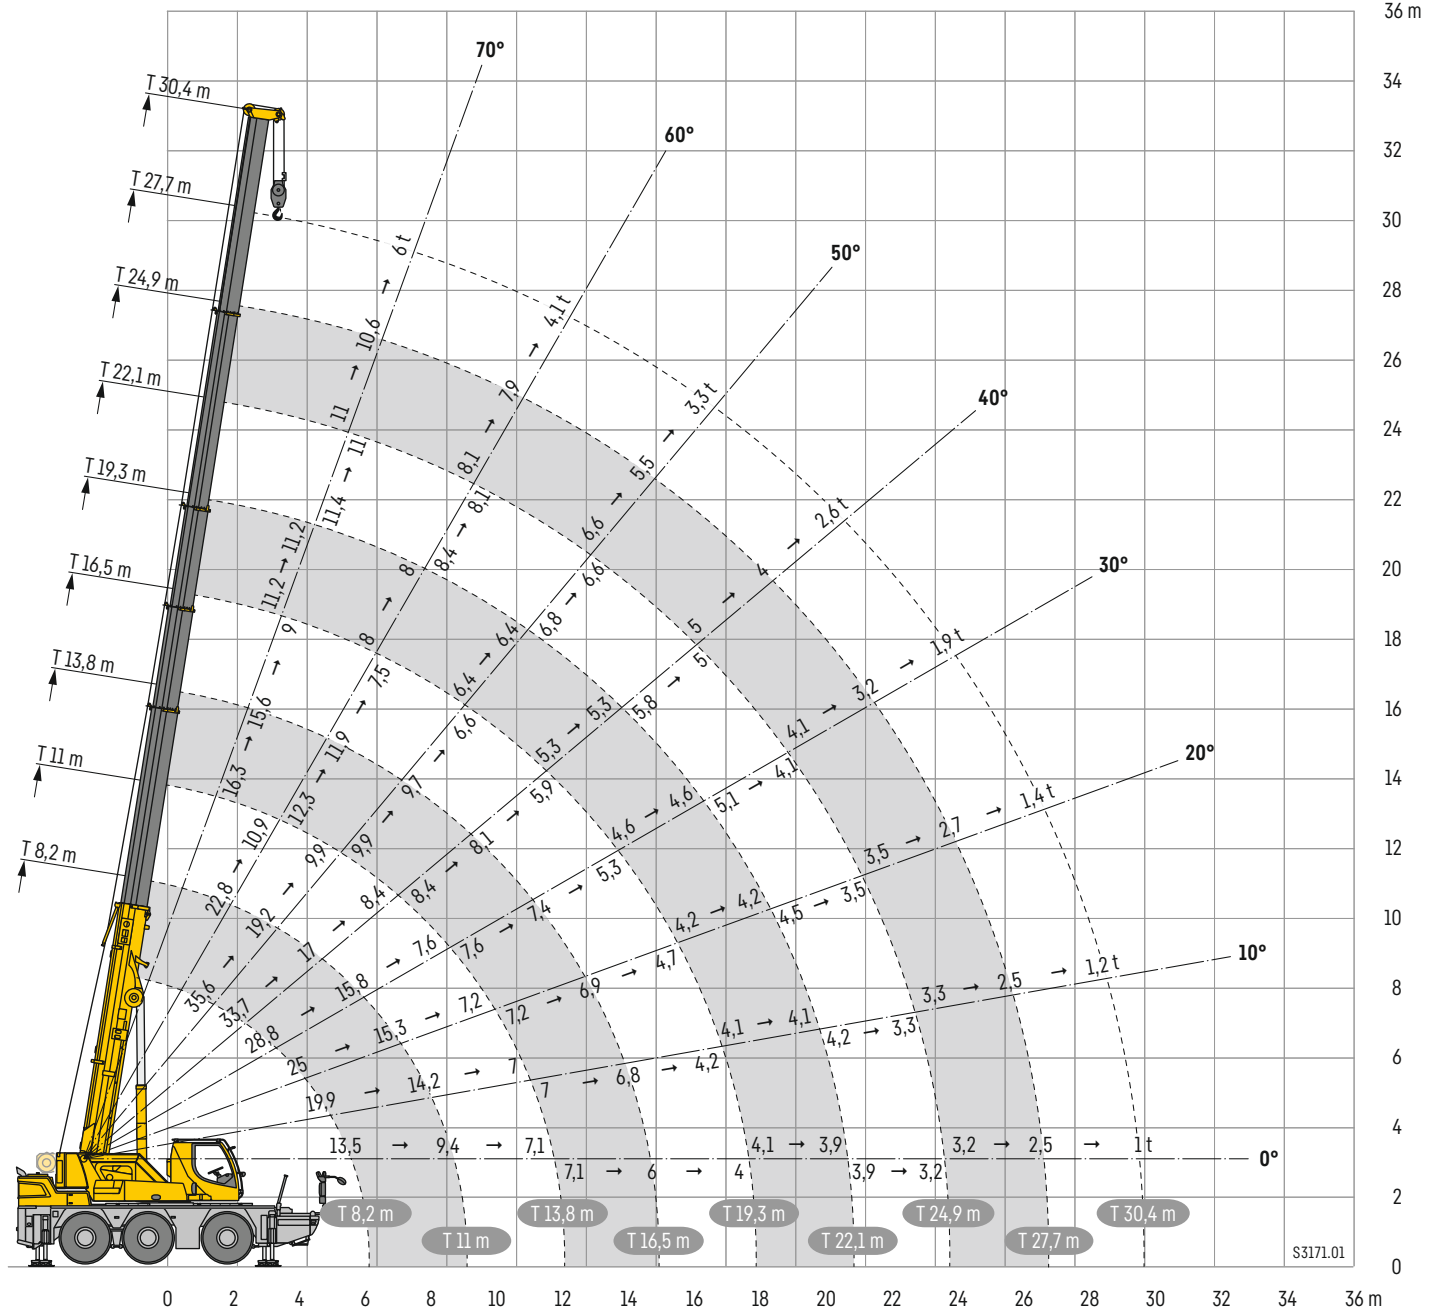 36 m
34
32
30
28
26
24
22
20
18
16
14
12
10
8
6
4
2
0
70°
60°
50°
40°
30°
20°
10°
0°
T 30,4 m
T 27,7 m
T 24,9 m
T 22,1 m
T 19,3 m
T 16,5 m
T 13,8 m
T 11 m
T 8,2 m
16,3 → 15,6 → 9
11,2 → 11,2
11,4 → 11
11 → 10,6 → 6 t
22,8 → 10,9
12,3 → 11,9 → 7,5
8 → 8
8,4 → 8,1
8,1 → 7,9 → 4,1 t
35,6 → 19,2 → 9,9
9,9 → 9,7 → 6,6
6,4 → 6,4
6,8 → 6,6
6,6 → 5,5 → 3,3 t
33,7 → 17 → 8,4
8,4 → 8,1 → 5,9
5,3 → 5,3
5,8 → 5
5 → 4 → 2,6 t
28,8 → 15,8 → 7,6
7,6 → 7,4 → 5,3
4,6 → 4,6
5,1 → 4,1
4,1 → 3,2 → 1,9 t
25 → 15,3 → 7,2
7,2 → 6,9 → 4,7
4,2 → 4,2
4,5 → 3,5
3,5 → 2,7 → 1,4 t
19,9 → 14,2 → 7
7 → 6,8 → 4,2
4,1 → 4,1
4,2 → 3,3
3,3 → 2,5 → 1,2 t
13,5 → 9,4 → 7,1
7,1 → 6 → 4
4,1 → 3,9
3,9 → 3,2
3,2 → 2,5 → 1 t
T 8,2 m
T 11 m
T 13,8 m
T 16,5 m
T 19,3 m
T 22,1 m
T 24,9 m
T 27,7 m
T 30,4 m
S3171.01
0 2 4 6 8 10 12 14 16 18 20 22 24 26 28 30 32 34 36 m